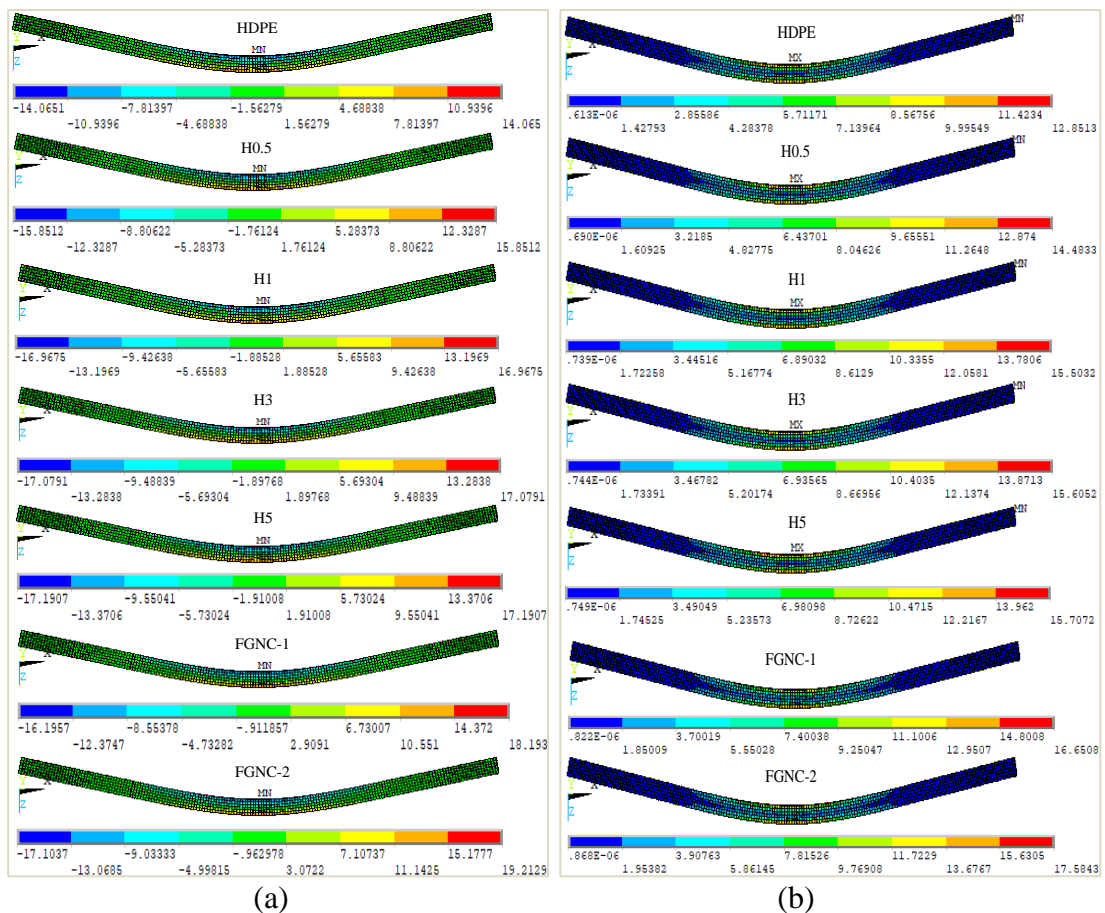 HDPE
MN
X
Y
Z
-14.0651 -7.81397 -1.56279 4.68838 10.9396
-10.9396 -4.68838 1.56279 7.81397 14.065
H0.5
MN
X
Y
Z
-15.8512 -8.80622 -1.76124 5.28373 12.3287
-12.3287 -5.28373 1.76124 8.80622 15.8512
H1
MN
X
Y
Z
-16.9675 -9.42638 -1.88528 5.65583 13.1969
-13.1969 -5.65583 1.88528 9.42638 16.9675
H3
MN
X
Y
Z
-17.0791 -9.48839 -1.89768 5.69304 13.2838
-13.2838 -5.69304 1.89768 9.48839 17.0791
H5
MN
X
Y
Z
-17.1907 -9.55041 -1.91008 5.73024 13.3706
-13.3706 -5.73024 1.91008 9.55041 17.1907
FGNC-1
MN
X
Y
Z
-16.1957 -8.55378 -.911857 6.73007 14.372
-12.3747 -4.73282 2.9091 10.551 18.193
FGNC-2
MN
X
Y
Z
-17.1037 -9.03333 -.962978 7.10737 15.1777
-13.0685 -4.99815 3.0722 11.1425 19.2129
(a)
MN
HDPE
MX
X
Y
Z
.613E-06 2.85586 5.71171 8.56756 11.4234
1.42793 4.28378 7.13964 9.99549 12.8513
MN
H0.5
MX
X
Y
Z
.690E-06 3.2185 6.43701 9.65551 12.874
1.60925 4.82775 8.04626 11.2648 14.4833
MN
H1
MX
X
Y
Z
.739E-06 3.44516 6.89032 10.3355 13.7806
1.72258 5.16774 8.6129 12.0581 15.5032
MN
H3
MX
X
Y
Z
.744E-06 3.46782 6.93565 10.4035 13.8713
1.73391 5.20174 8.66956 12.1374 15.6052
MN
H5
MX
X
Y
Z
.749E-06 3.49049 6.98098 10.4715 13.962
1.74525 5.23573 8.72622 12.2167 15.7072
FGNC-1
X
Y
Z
.822E-06 3.70019 7.40038 11.1006 14.8008
1.85009 5.55028 9.25047 12.9507 16.6508
FGNC-2
X
Y
Z
.868E-06 3.90763 7.81526 11.7229 15.6305
1.95382 5.86145 9.76908 13.6767 17.5843
(b)